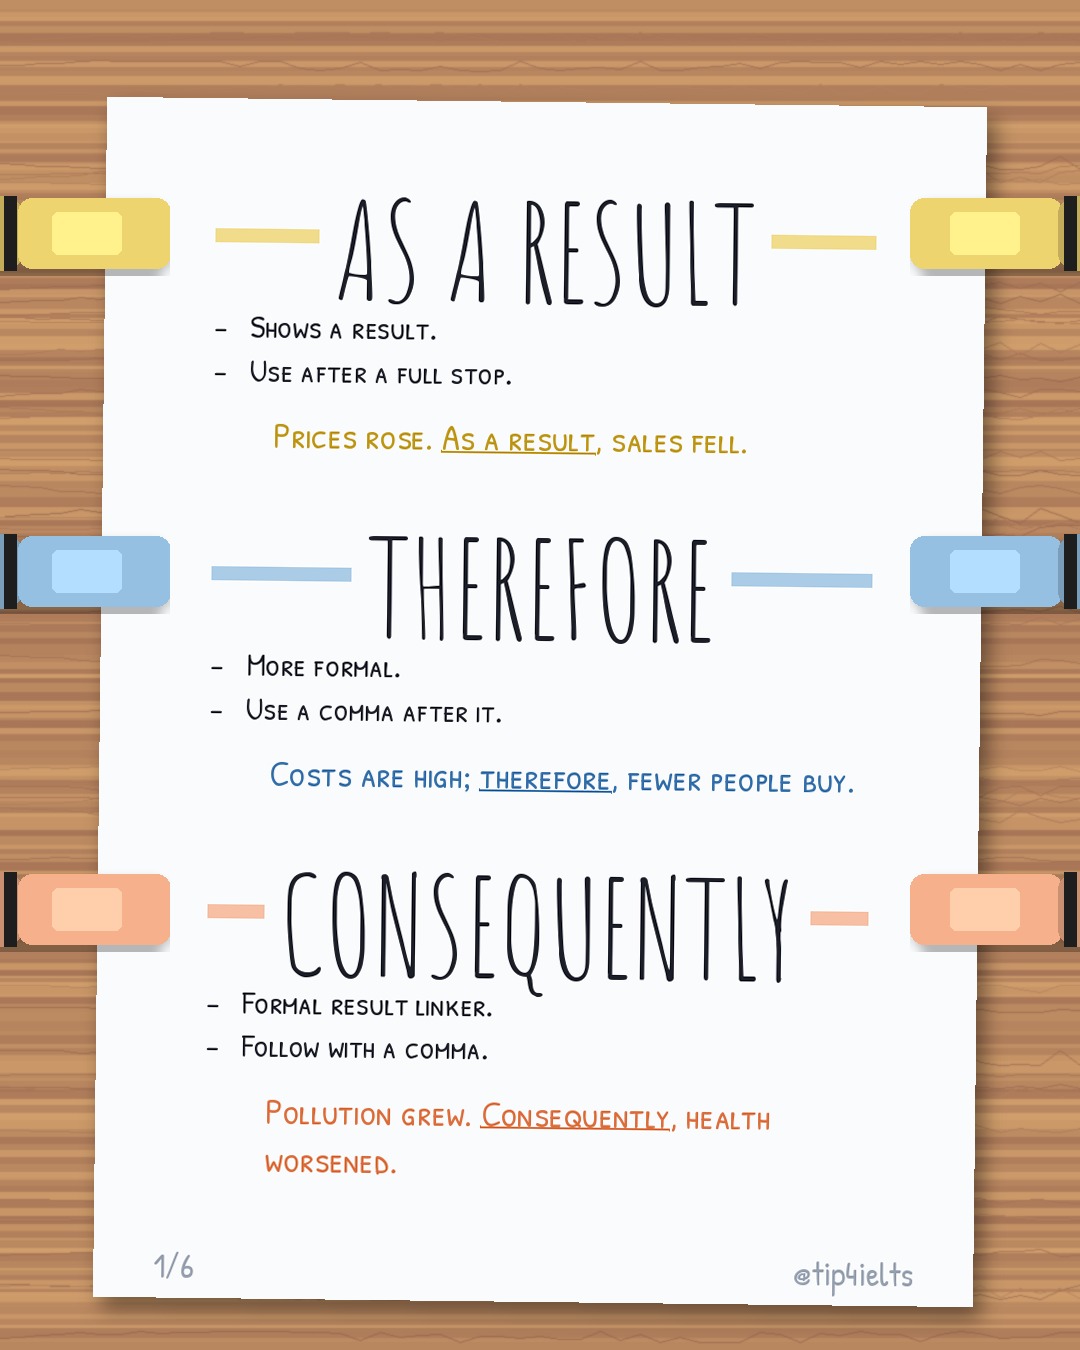 AS A RESULT
- SHOWS A RESULT.
- USE AFTER A FULL STOP.
PRICES ROSE. AS A RESULT, SALES FELL.
THEREFORE
- MORE FORMAL.
- USE A COMMA AFTER IT.
COSTS ARE HIGH; THEREFORE, FEWER PEOPLE BUY.
CONSEQUENTLY
- FORMAL RESULT LINKER.
- FOLLOW WITH A COMMA.
POLLUTION GREW. CONSEQUENTLY, HEALTH
WORSENED.
1/6
@tip4ielts